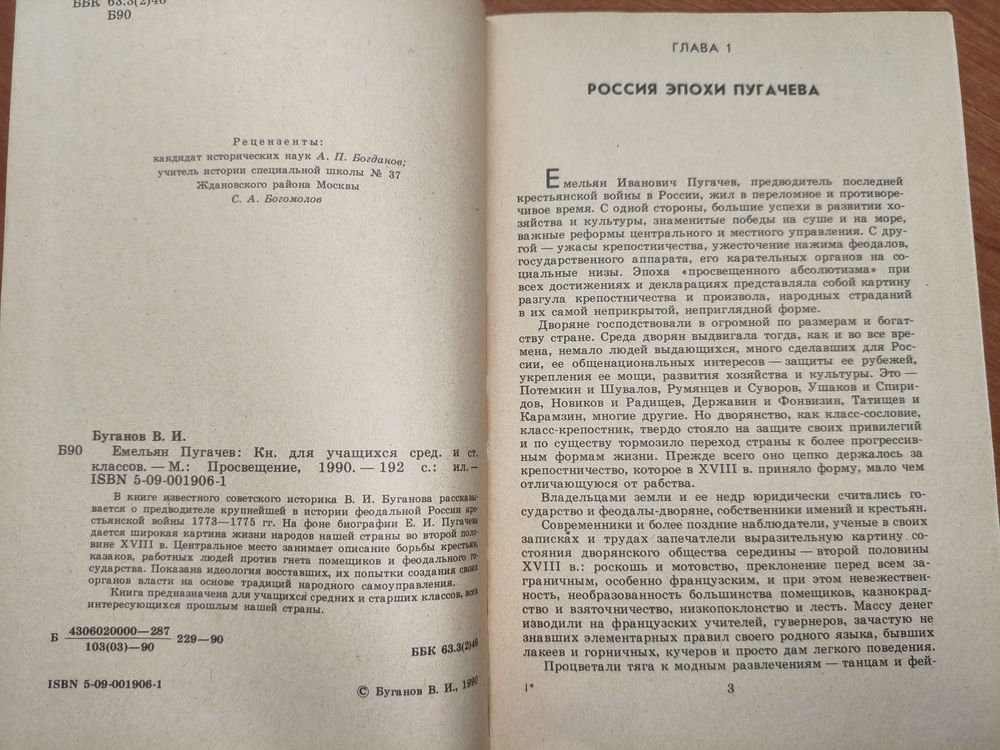 ББК 63.3(2)46
Б90
Рецензенты:
кандидат исторических наук А. П. Богданов;
учитель истории специальной школы № 37
Ждановского района Москвы
С. А. Богомолов
Буганов В. И.
Б90 Емельян Пугачев: Кн. для учащихся сред. и ст.
классов. — М.: Просвещение, 1990. — 192 с.: ил.—
ISBN 5-09-001906-1
В книге известного советского историка В. И. Буганова рассказы-
вается о предводителе крупнейшей в истории феодальной России кре-
стьянской войны 1773—1775 гг. На фоне биографии Е. И. Пугачева
дается широкая картина жизни народов нашей страны во второй поло-
вине XVIII в. Центральное место занимает описание борьбы крестьян,
казаков, работных людей против гнета помещиков и феодального го-
сударства. Показана идеология восставших, их попытки создания своих
органов власти на основе традиций народного самоуправления.
Книга предназначена для учащихся средних и старших классов, всех
интересующихся прошлым нашей страны.
Б 4306020000—287
103(03)—90 229—90
ББК 63.3(2)46
ISBN 5-09-001906-1
© Буганов В. И., 1990
ГЛАВА 1
РОССИЯ ЭПОХИ ПУГАЧЕВА
Емельян Иванович Пугачев, предводитель последней
крестьянской войны в России, жил в переломное и противоре-
чивое время. С одной стороны, большие успехи в развитии хо-
зяйства и культуры, знаменитые победы на суше и на море,
важные реформы центрального и местного управления. С дру-
гой — ужасы крепостничества, ужесточение нажима феодалов,
государственного аппарата, его карательных органов на со-
циальные низы. Эпоха «просвещенного абсолютизма» при
всех достижениях и декларациях представляла собой картину
разгула крепостничества и произвола, народных страданий
в их самой неприкрытой, неприглядной форме.
Дворяне господствовали в огромной по размерам и богат-
ству стране. Среда дворян выдвигала тогда, как и во все вре-
мена, немало людей выдающихся, много сделавших для Рос-
сии, ее общенациональных интересов — защиты ее рубежей,
укрепления ее мощи, развития хозяйства и культуры. Это —
Потемкин и Шувалов, Румянцев и Суворов, Ушаков и Спири-
дов, Новиков и Радищев, Державин и Фонвизин, Татищев и
Карамзин, многие другие. Но дворянство, как класс-сословие,
класс-крепостник, твердо стояло на защите своих привилегий
и по существу тормозило переход страны к более прогрессив-
ным формам жизни. Прежде всего оно цепко держалось за
крепостничество, которое в XVIII в. приняло форму, мало чем
отличающуюся от рабства.
Владельцами земли и ее недр юридически считались го-
сударство и феодалы-дворяне, собственники имений и крестьян.
Современники и более поздние наблюдатели, ученые в своих
записках и трудах запечатлели выразительную картину со-
стояния дворянского общества середины — второй половины
XVIII в.: роскошь и мотовство, преклонение перед всем за-
граничным, особенно французским, и при этом невежествен-
ность, необразованность большинства помещиков, казнокрад-
ство и взяточничество, низкопоклонство и лесть. Массу денег
изводили на французских учителей, гувернеров, зачастую не
знавших элементарных правил своего родного языка, бывших
лакеев и горничных, кучеров и просто дам легкого поведения.
Процветали тяга к модным развлечениям — танцам и фей-
1*
3